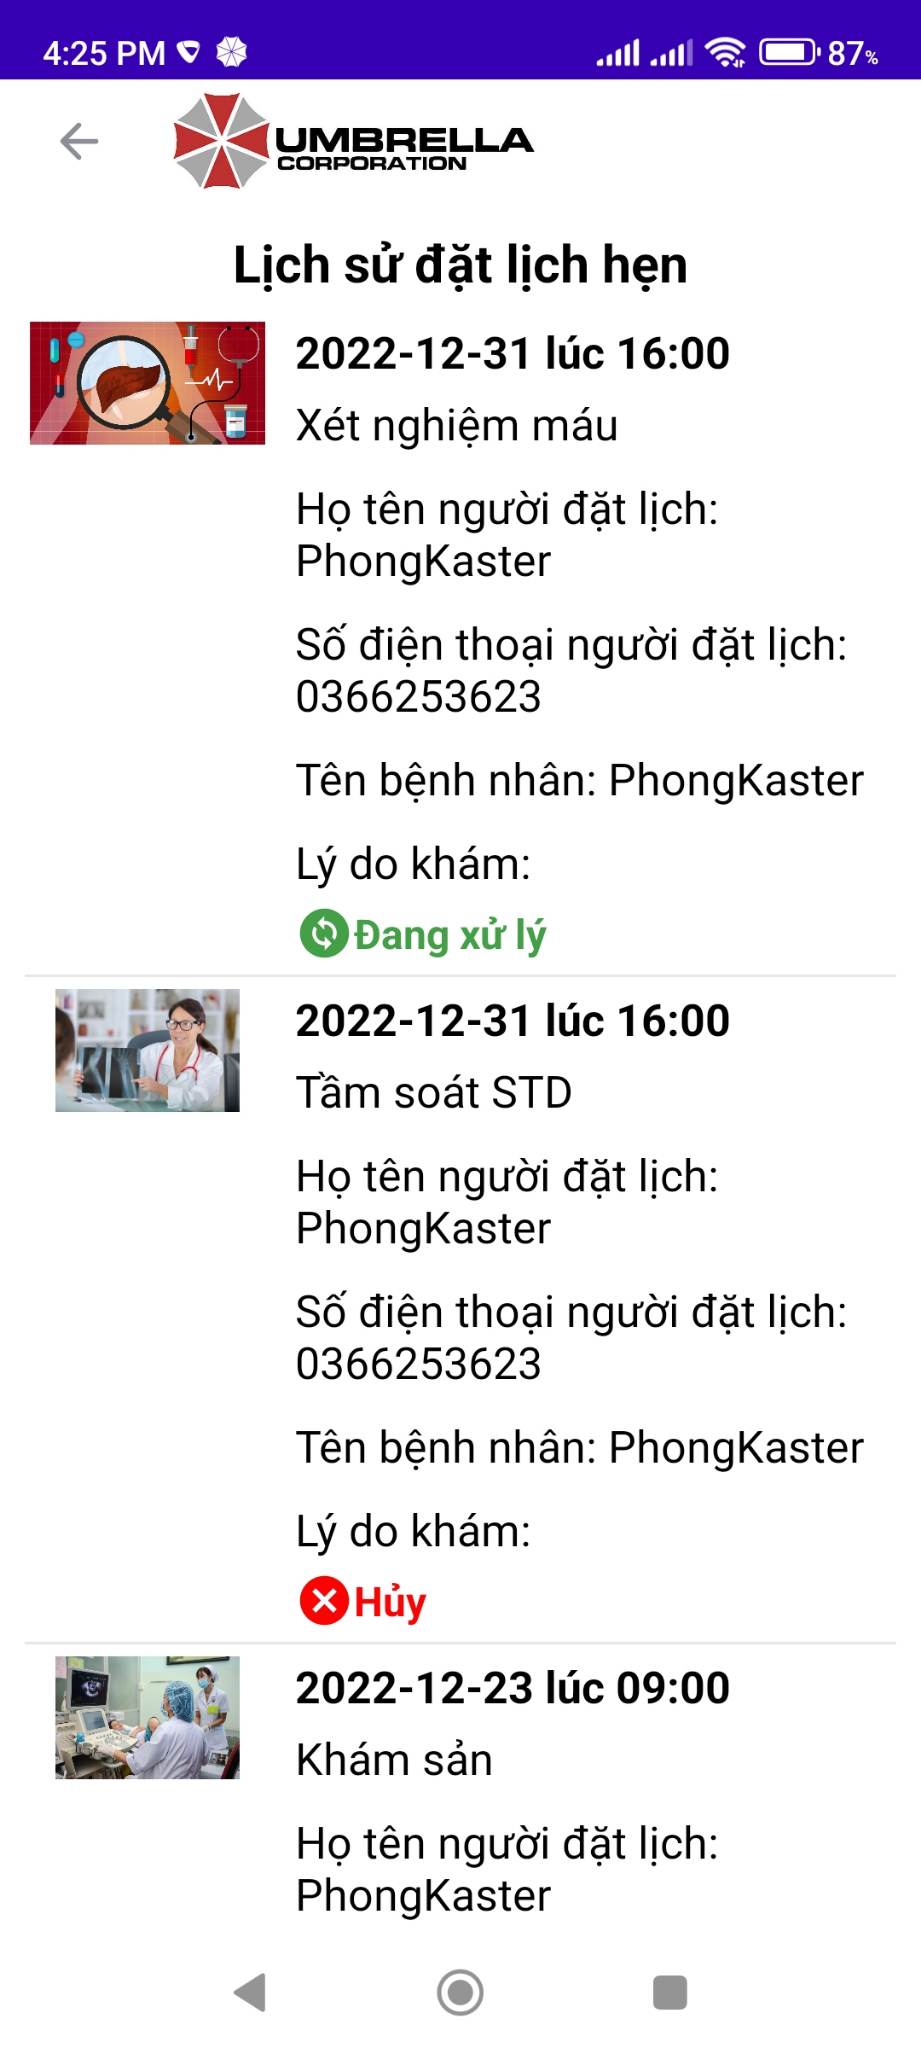 4:25 PM
87%
UMBRELLA
CORPORATION
Lịch sử đặt lịch hẹn
2022-12-31 lúc 16:00
Xét nghiệm máu
Họ tên người đặt lịch:
PhongKaster
Số điện thoại người đặt lịch:
0366253623
Tên bệnh nhân: PhongKaster
Lý do khám:
Đang xử lý
2022-12-31 lúc 16:00
Tầm soát STD
Họ tên người đặt lịch:
PhongKaster
Số điện thoại người đặt lịch:
0366253623
Tên bệnh nhân: PhongKaster
Lý do khám:
Hủy
2022-12-23 lúc 09:00
Khám sản
Họ tên người đặt lịch:
PhongKaster